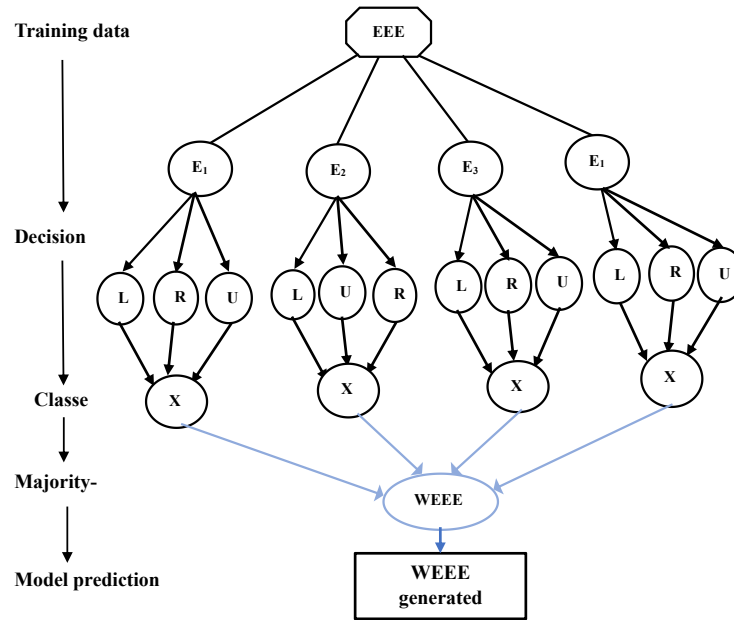 Training data
EEE
E₁
E₂
E₃
E₁
Decision
L
R
U
L
U
R
L
R
U
L
R
U
Classe
X
X
X
X
Majority-
WEEE
Model prediction
WEEE
generated